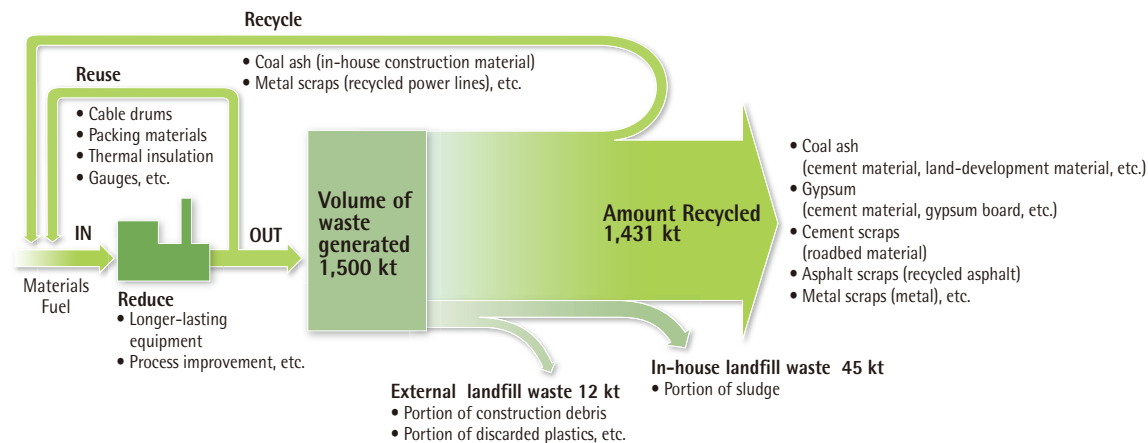 Recycle
• Coal ash (in-house construction material)
• Metal scraps (recycled power lines), etc.
Reuse
• Cable drums
• Packing materials
• Thermal insulation
• Gauges, etc.
IN
OUT
Materials
Fuel
Reduce
• Longer-lasting
equipment
• Process improvement, etc.
Volume of
waste
generated
1,500 kt
Amount Recycled
1,431 kt
• Coal ash
(cement material, land-development material, etc.)
• Gypsum
(cement material, gypsum board, etc.)
• Cement scraps
(roadbed material)
• Asphalt scraps (recycled asphalt)
• Metal scraps (metal), etc.
In-house landfill waste 45 kt
• Portion of sludge
External landfill waste 12 kt
• Portion of construction debris
• Portion of discarded plastics, etc.